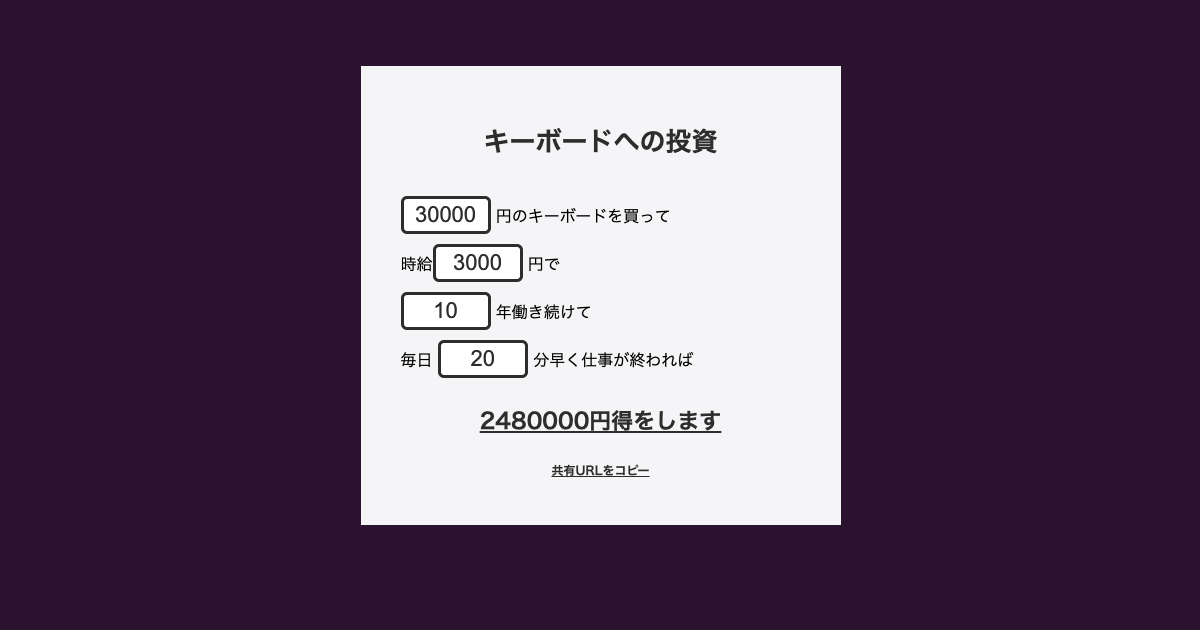 キーボードへの投資
30000 円のキーボードを買って
時給 3000 円で
10 年働き続けて
毎日 20 分早く仕事が終われば
2480000円得をします
共有URLをコピー